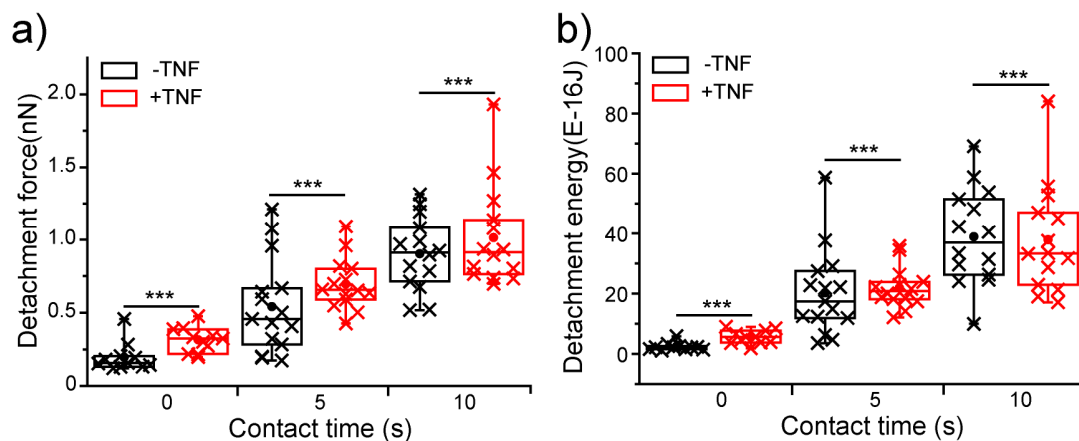 a)
-TNF
+TNF
***
***
***
Detachment force(nN)
2.0
1.5
1.0
0.5
0
0
5
10
Contact time (s)
b)
-TNF
+TNF
***
***
***
Detachment energy(E-16J)
100
80
60
40
20
0
0
5
10
Contact time (s)